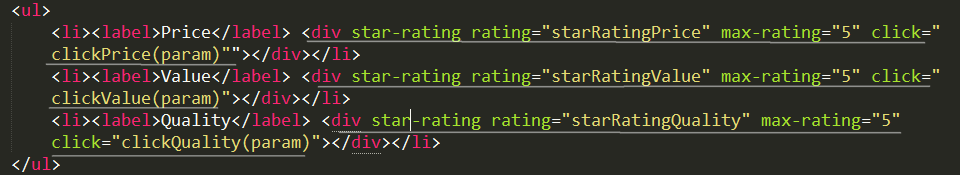 <ul>
<li><label>Price</label> <div star-rating rating="starRatingPrice" max-rating="5" click="
clickPrice(param)""></div></li>
<li><label>Value</label> <div star-rating rating="starRatingValue" max-rating="5" click="
clickValue(param)"></div></li>
<li><label>Quality</label> <div star-rating rating="starRatingQuality" max-rating="5"
click="clickQuality(param)"></div></li>
</ul>